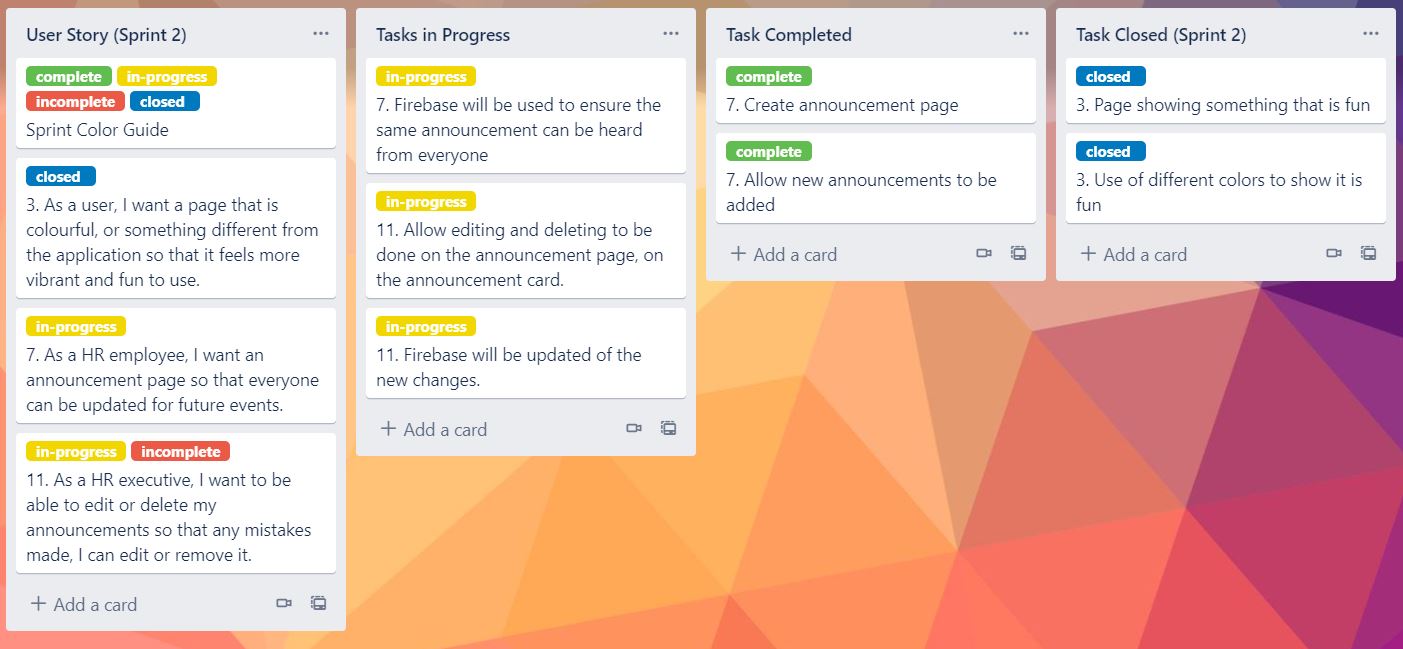 User Story (Sprint 2)
complete in-progress
incomplete closed
Sprint Color Guide
closed
3. As a user, I want a page that is
colourful, or something different from
the application so that it feels more
vibrant and fun to use.
in-progress
7. As a HR employee, I want an
announcement page so that everyone
can be updated for future events.
in-progress incomplete
11. As a HR executive, I want to be
able to edit or delete my
announcements so that any mistakes
made, I can edit or remove it.
+ Add a card
Tasks in Progress
in-progress
7. Firebase will be used to ensure the
same announcement can be heard
from everyone
in-progress
11. Allow editing and deleting to be
done on the announcement page, on
the announcement card.
in-progress
11. Firebase will be updated of the
new changes.
+ Add a card
Task Completed
complete
7. Create announcement page
complete
7. Allow new announcements to be
added
+ Add a card
Task Closed (Sprint 2)
closed
3. Page showing something that is fun
closed
3. Use of different colors to show it is
fun
+ Add a card